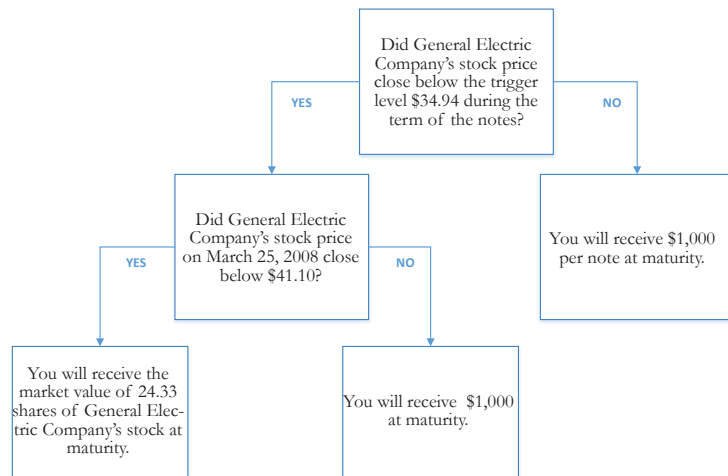 Did General Electric
Company's stock price
close below the trigger
level $34.94 during the
term of the notes?
YES
NO
Did General Electric
Company's stock price
on March 25, 2008 close
below $41.10?
You will receive $1,000
per note at maturity.
YES
NO
You will receive the
market value of 24.33
shares of General Elec-
tric Company's stock at
maturity.
You will receive $1,000
at maturity.